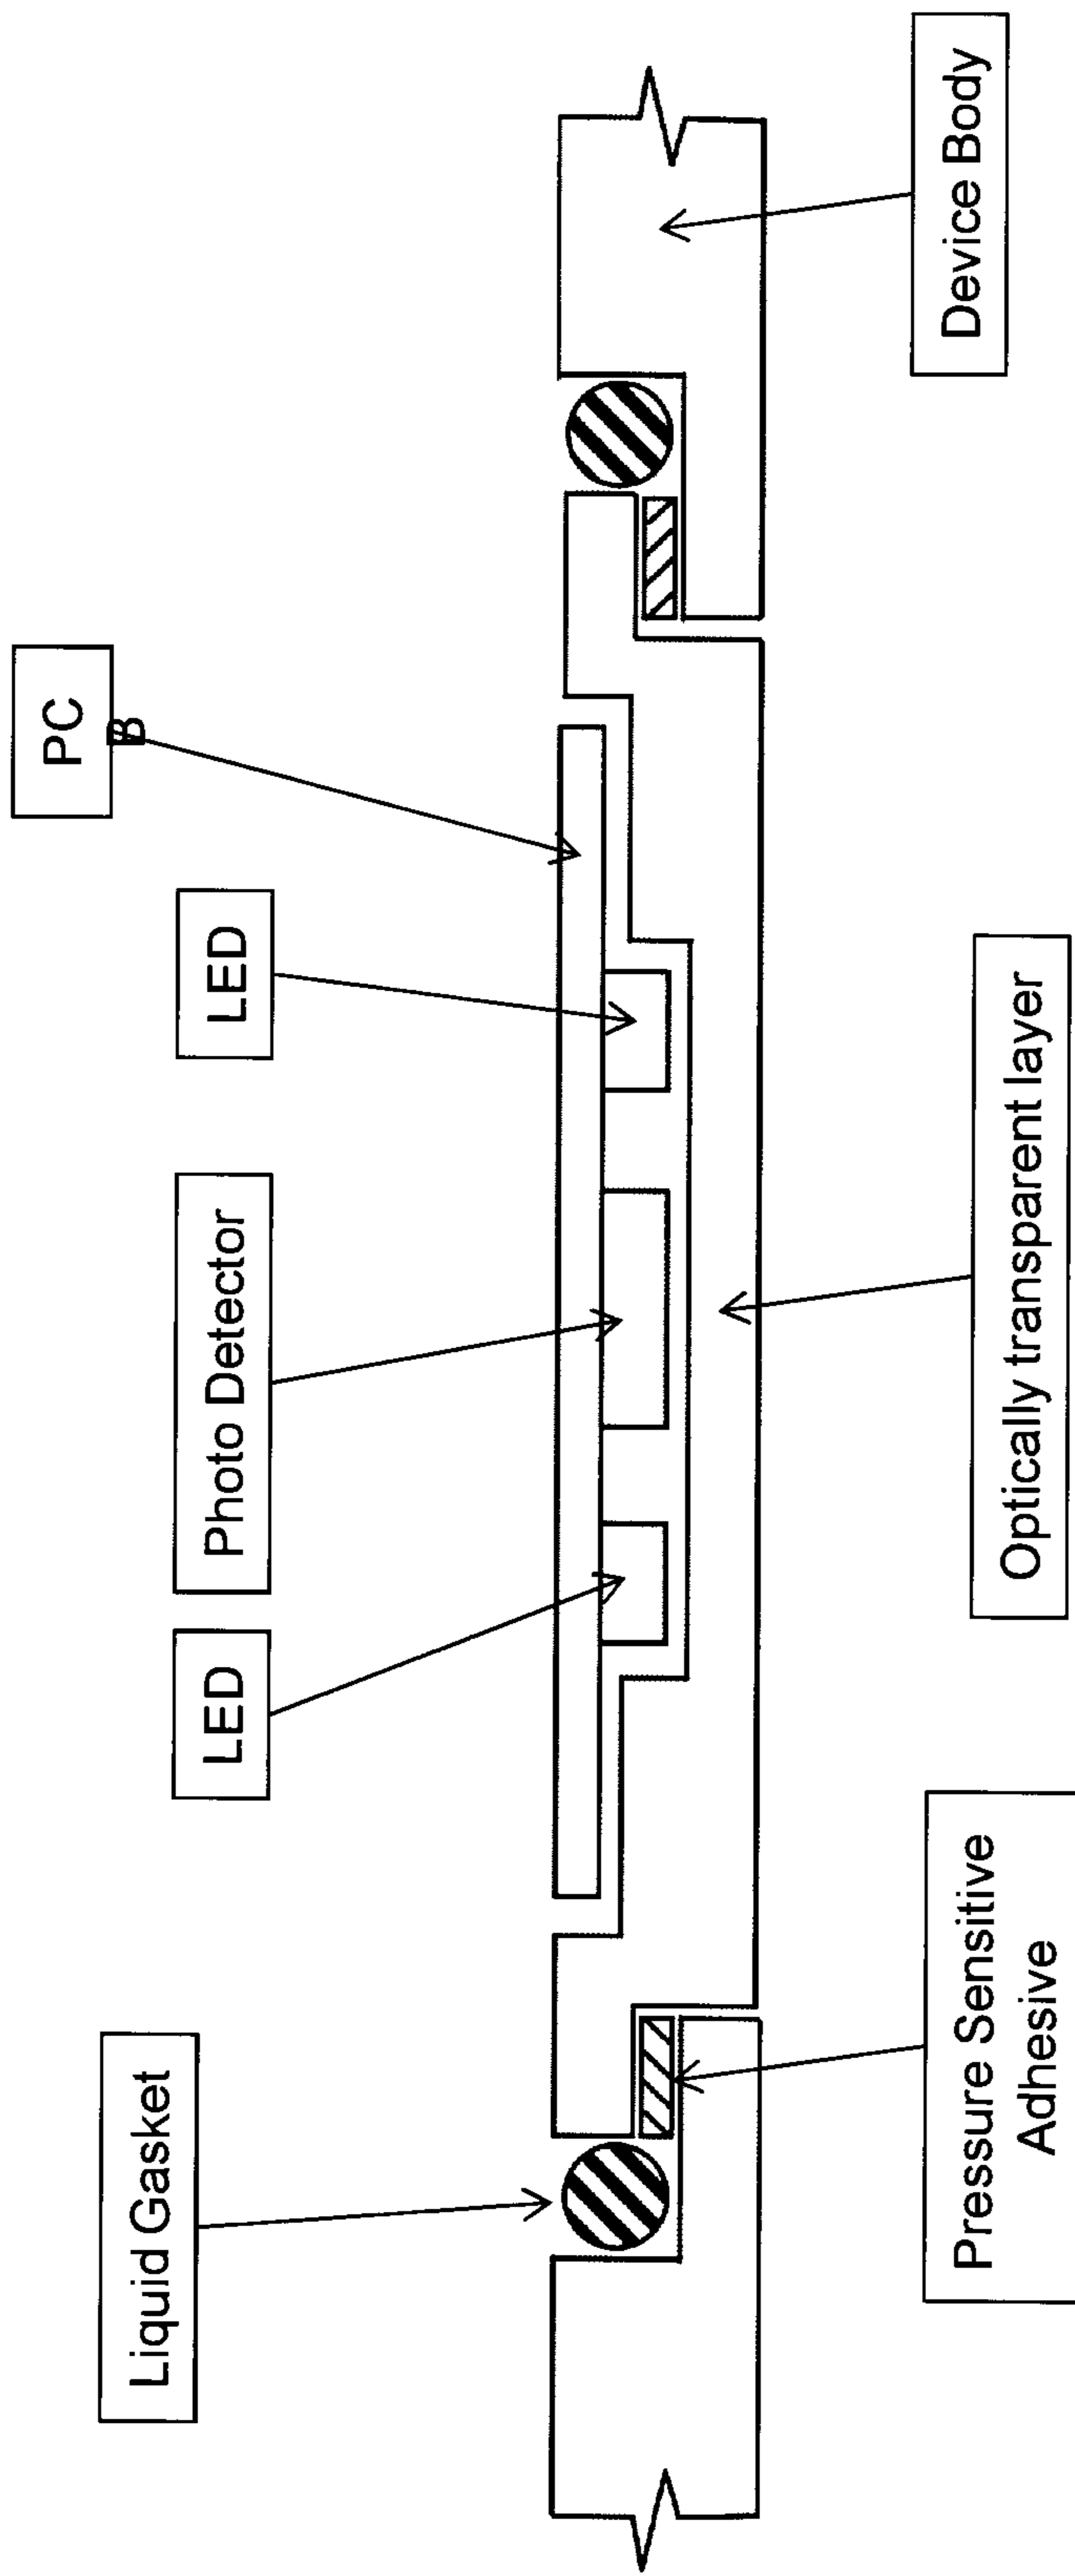 PC
B
Liquid Gasket
LED
Photo Detector
LED
Pressure Sensitive
Adhesive
Optically transparent layer
Device Body